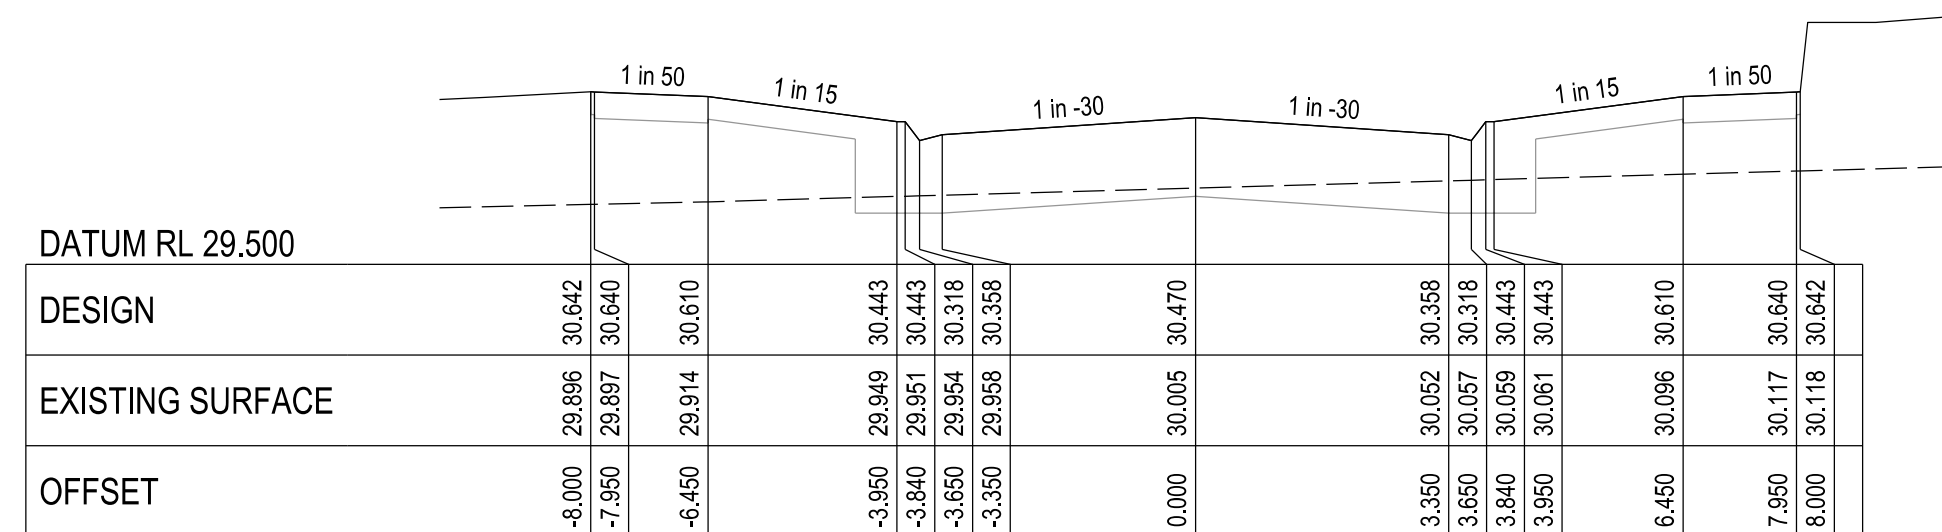 1 in 50
1 in 15
1 in -30
1 in -30
1 in 15
1 in 50
DATUM RL 29.500
DESIGN 30.642 30.640 30.610 30.443 30.443 30.318 30.358 30.470 30.358 30.318 30.443 30.443 30.610 30.640 30.642
EXISTING SURFACE 29.896 29.897 29.914 29.949 29.951 29.954 29.958 30.005 30.052 30.057 30.059 30.061 30.096 30.117 30.118
OFFSET -8.000 -7.950 -6.450 -3.950 -3.840 -3.650 -3.350 0.000 3.350 3.650 3.840 3.950 6.450 7.950 8.000